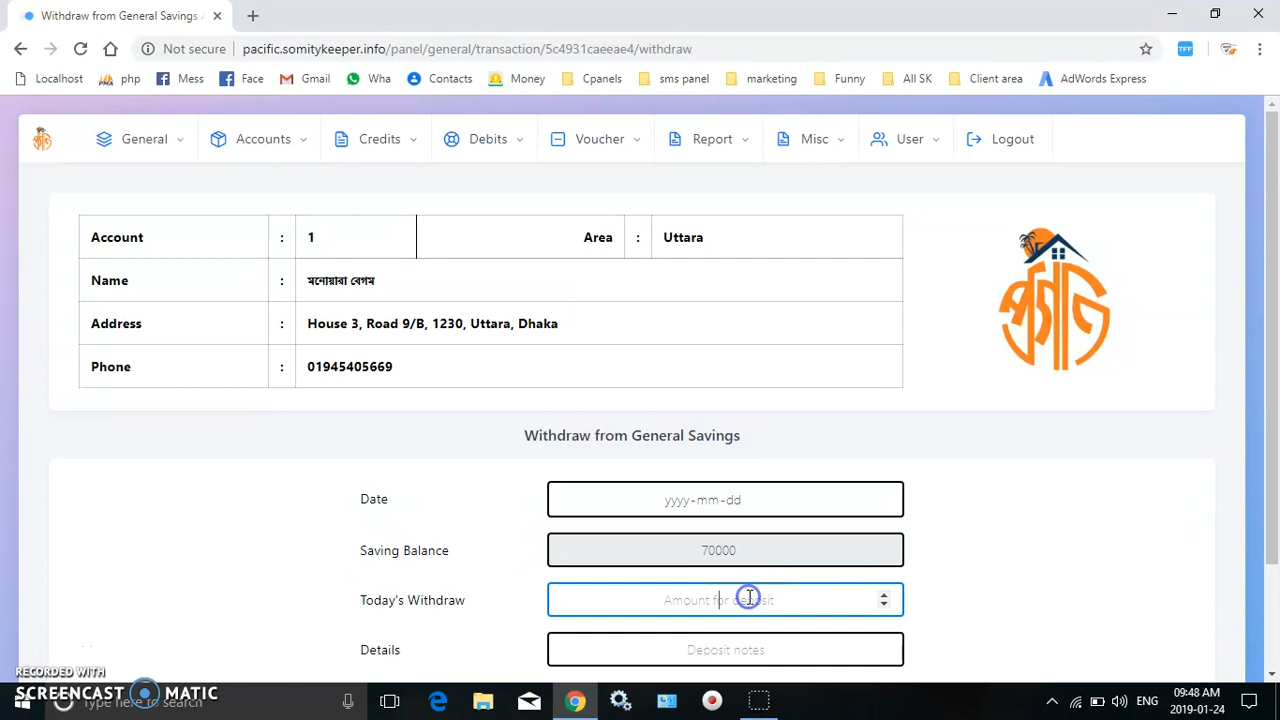 Withdraw from General Savings
Not secure pacific.somitykeeper.info/panel/general/transaction/5c4931caeeae4/withdraw TFF
Localhost php Mess Face Gmail Wha Contacts Money Cpanels sms panel marketing Funny All SK Client area AdWords Express
General Accounts Credits Debits Voucher Report Misc User Logout
Account : 1 Area : Uttara
Name : মনোয়ারা বেগম
Address : House 3, Road 9/B, 1230, Uttara, Dhaka
Phone : 01945405669
Withdraw from General Savings
Date yyyy-mm-dd
Saving Balance 70000
Today's Withdraw Amount for deposit
Details Deposit notes
RECORDED WITH
SCREENCAST MATIC
Type here to search
ENG
09:48 AM
2019-01-24